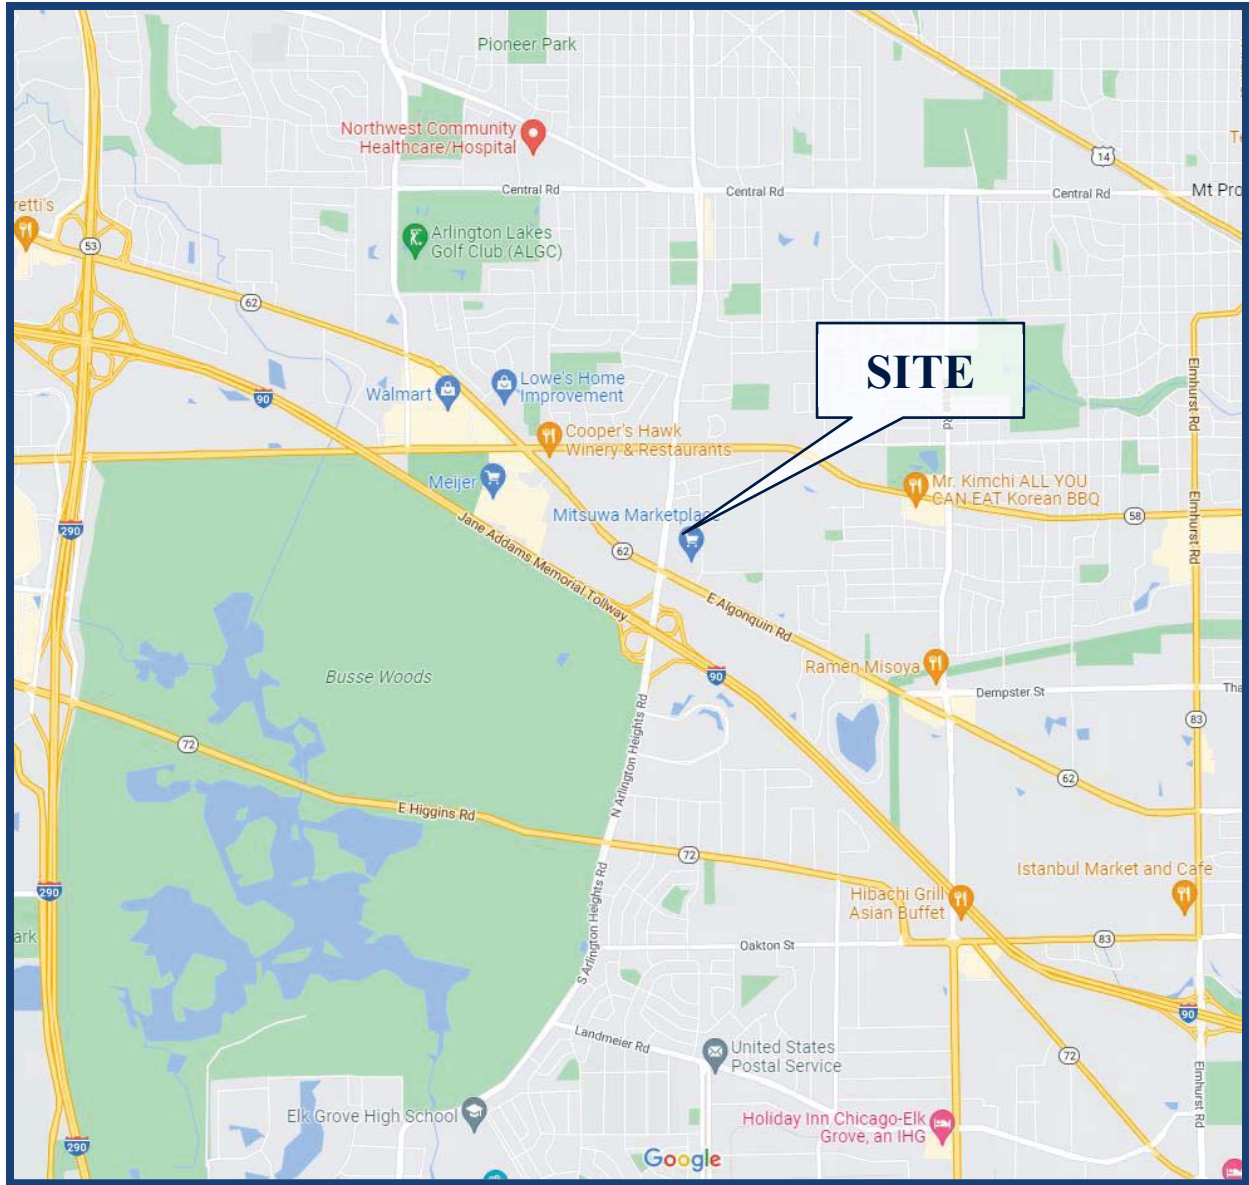 Pioneer Park
Northwest Community
Healthcare/Hospital
14
Central Rd
Central Rd
Central Rd
Mt Pro
retti's
Arlington Lakes
Golf Club (ALGC)
53
62
SITE
Elmhurst Rd
Lowe's Home
Improvement
Walmart
90
Cooper's Hawk
Winery & Restaurants
Meijer
Mr. Kimchi ALL YOU
CAN EAT Korean BBQ
58
Elmhurst Rd
Mitsuwa Marketplace
290
Jane Addams Memorial Tollway
62
E Algonquin Rd
Ramen Misoya
Busse Woods
90
Dempster St
Tha
83
N Arlington Heights Rd
72
62
E Higgins Rd
72
Istanbul Market and Cafe
290
Hibachi Grill
Asian Buffet
S Arlington Heights Rd
ark
Oakton St
83
90
Landmeier Rd
United States
Postal Service
72
Elmhurst Rd
Elk Grove High School
Holiday Inn Chicago-Elk
Grove, an IHG
290
Google